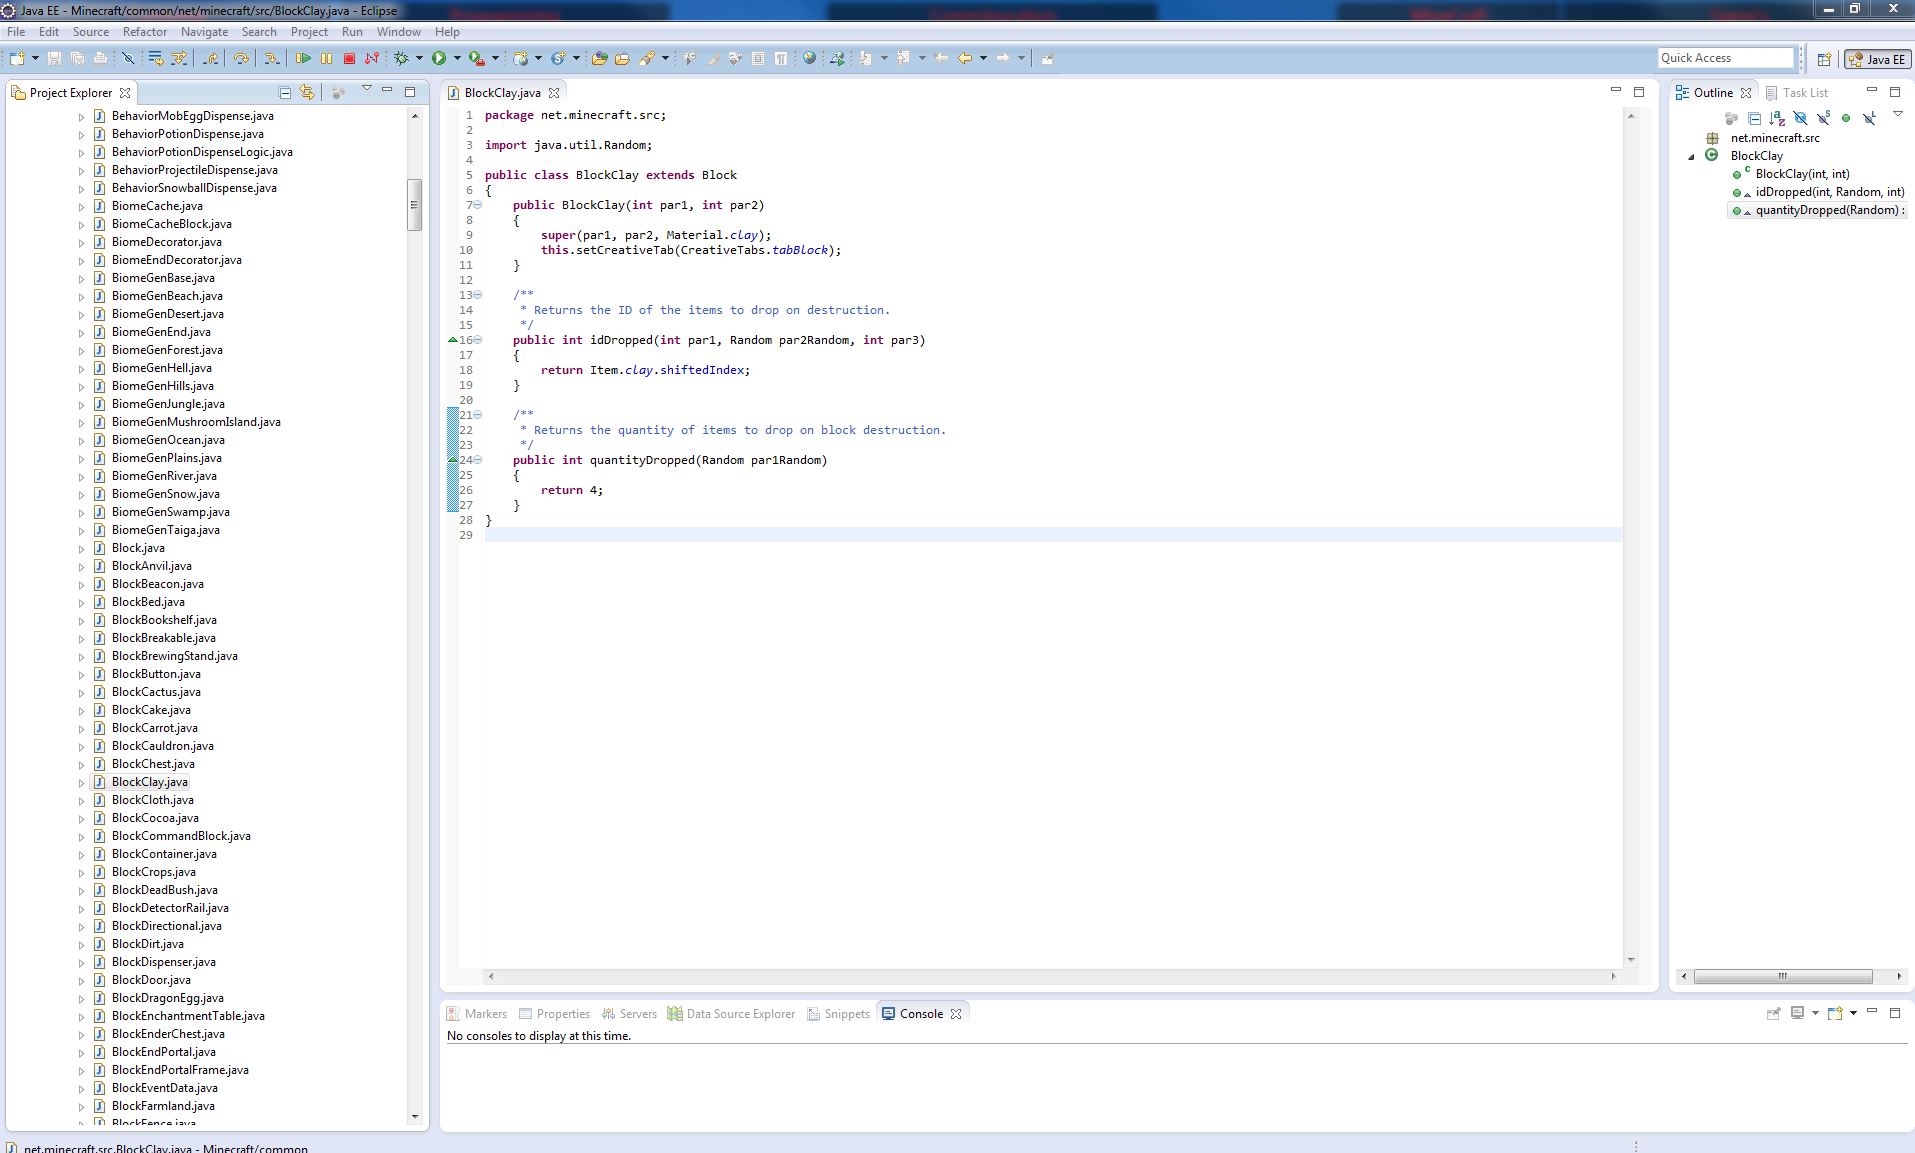 Java EE - Minecraft/common/net/minecraft/src/BlockClay.java - Eclipse
File Edit Source Refactor Navigate Search Project Run Window Help
Quick Access
Java EE
Project Explorer
BehaviorMobEggDispense.java
BehaviorPotionDispense.java
BehaviorPotionDispenseLogic.java
BehaviorProjectileDispense.java
BehaviorSnowballDispense.java
BiomeCache.java
BiomeCacheBlock.java
BiomeDecorator.java
BiomeEndDecorator.java
BiomeGenBase.java
BiomeGenBeach.java
BiomeGenDesert.java
BiomeGenEnd.java
BiomeGenForest.java
BiomeGenHell.java
BiomeGenHills.java
BiomeGenJungle.java
BiomeGenMushroomIsland.java
BiomeGenOcean.java
BiomeGenPlains.java
BiomeGenRiver.java
BiomeGenSnow.java
BiomeGenSwamp.java
BiomeGenTaiga.java
Block.java
BlockAnvil.java
BlockBeacon.java
BlockBed.java
BlockBookshelf.java
BlockBreakable.java
BlockBrewingStand.java
BlockButton.java
BlockCactus.java
BlockCake.java
BlockCarrot.java
BlockCauldron.java
BlockChest.java
BlockClay.java
BlockCloth.java
BlockCocoa.java
BlockCommandBlock.java
BlockContainer.java
BlockCrops.java
BlockDeadBush.java
BlockDetectorRail.java
BlockDirectional.java
BlockDirt.java
BlockDispenser.java
BlockDoor.java
BlockDragonEgg.java
BlockEnchantmentTable.java
BlockEnderChest.java
BlockEndPortal.java
BlockEndPortalFrame.java
BlockEventData.java
BlockFarmland.java
BlockFence.java
BlockClay.java
1 package net.minecraft.src;
2
3 import java.util.Random;
4
5 public class BlockClay extends Block
6 {
7 public BlockClay(int par1, int par2)
8 {
9 super(par1, par2, Material.clay);
10 this.setCreativeTab(CreativeTabs.tabBlock);
11 }
12
13 /**
14 * Returns the ID of the items to drop on destruction.
15 */
16 public int idDropped(int par1, Random par2Random, int par3)
17 {
18 return Item.clay.shiftedIndex;
19 }
20
21 /**
22 * Returns the quantity of items to drop on block destruction.
23 */
24 public int quantityDropped(Random par1Random)
25 {
26 return 4;
27 }
28 }
29
Outline Task List
net.minecraft.src
BlockClay
BlockClay(int, int)
idDropped(int, Random, int)
quantityDropped(Random) :
Markers Properties Servers Data Source Explorer Snippets Console
No consoles to display at this time.
net.minecraft.src.BlockClay.java - Minecraft/common